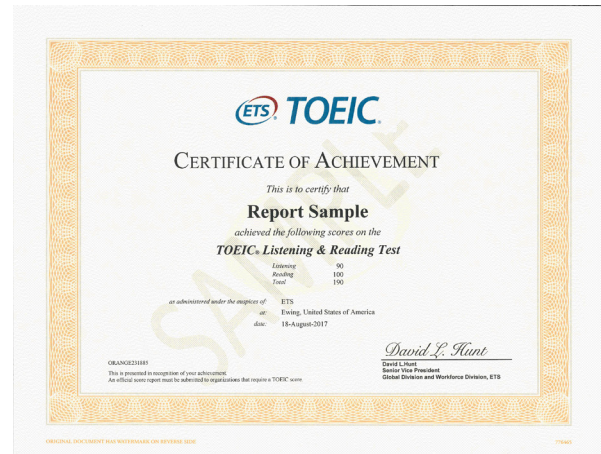 ETS® TOEIC®
CERTIFICATE OF ACHIEVEMENT
This is to certify that
Report Sample
achieved the following scores on the
TOEIC® Listening & Reading Test
Listening 90
Reading 100
Total 190
as administered under the auspices of: ETS
at: Ewing, United States of America
date: 18-August-2017
David L. Hunt
David L.Hunt
Senior Vice President
Global Division and Workforce Division, ETS
ORANGE231885
This is presented in recognition of your achievement.
An official score report must be submitted to organizations that require a TOEIC score
SAMPLE
ORIGINAL DOCUMENT HAS WATERMARK ON REVERSE SIDE